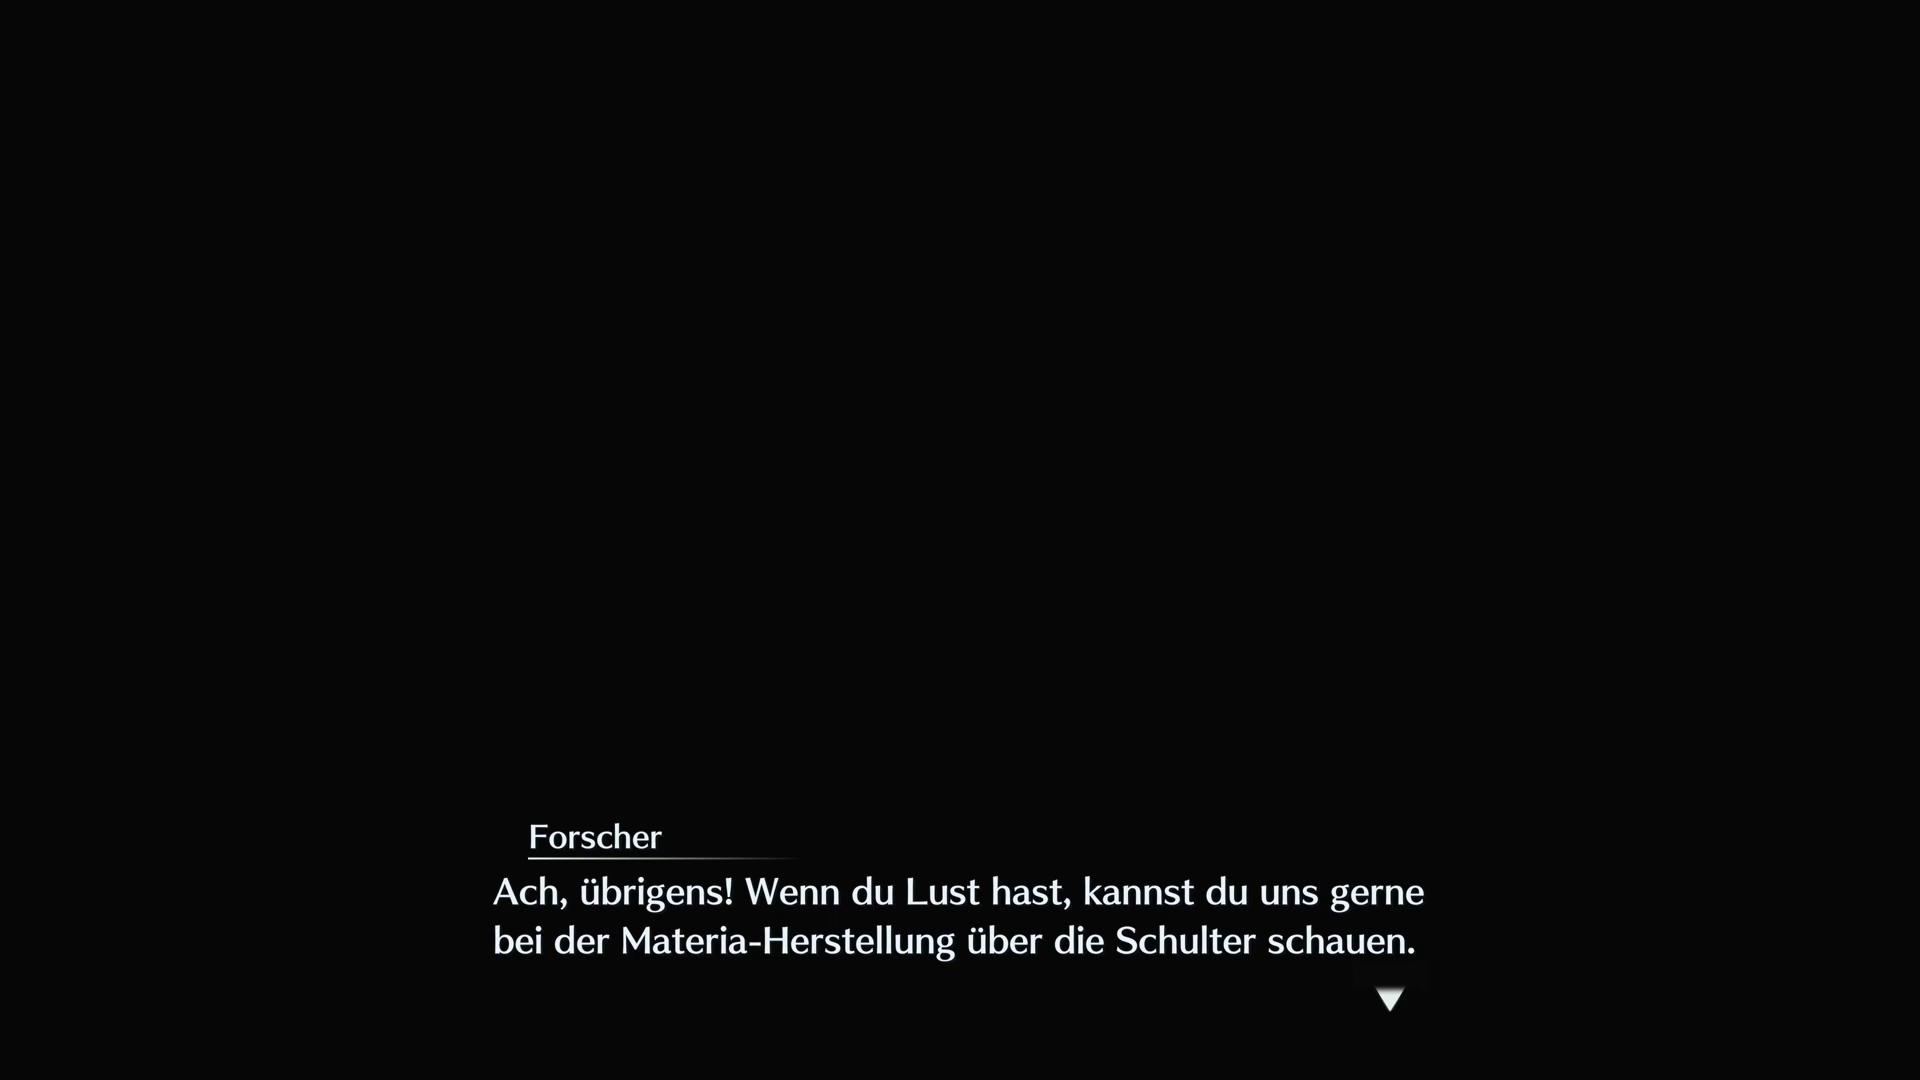 Forscher
Ach, übrigens! Wenn du Lust hast, kannst du uns gerne
bei der Materia-Herstellung über die Schulter schauen.